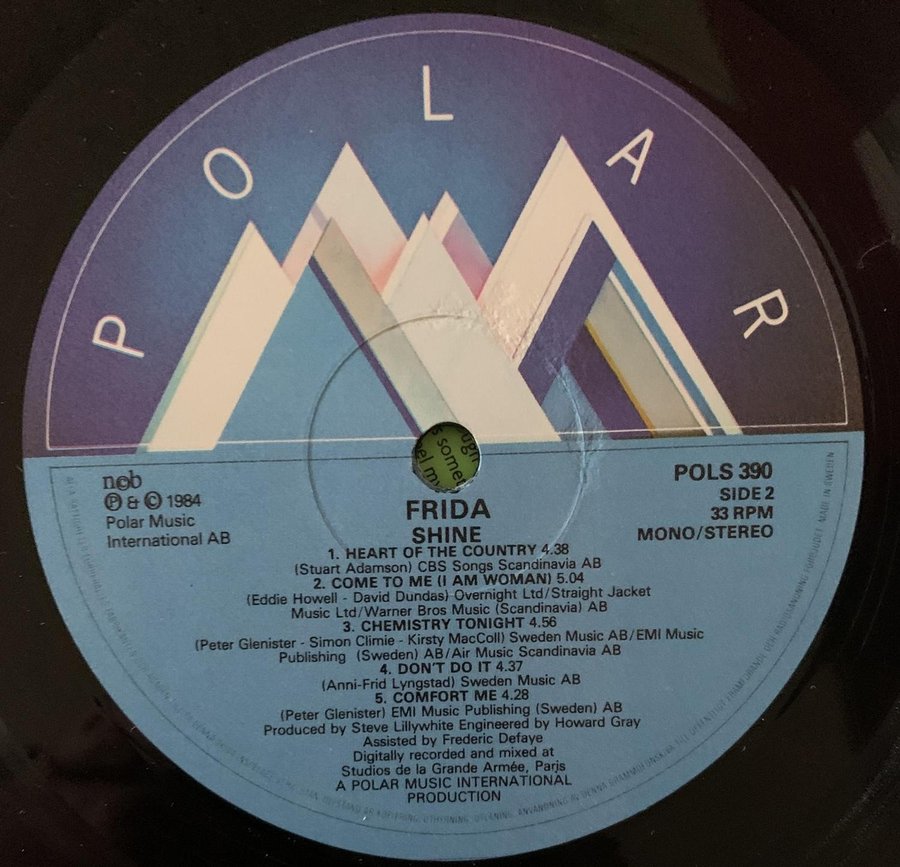 POLAR
ncb
Ⓟ & © 1984
Polar Music
International AB
POLS 390
SIDE 2
33 RPM
MONO/STEREO
FRIDA
SHINE
1. HEART OF THE COUNTRY 4.38
(Stuart Adamson) CBS Songs Scandinavia AB
2. COME TO ME (I AM WOMAN) 5.04
(Eddie Howell - David Dundas) Overnight Ltd/Straight Jacket
Music Ltd/Warner Bros Music (Scandinavia) AB
3. CHEMISTRY TONIGHT 4.56
(Peter Glenister - Simon Climie - Kirsty MacColl) Sweden Music AB/EMI Music
Publishing (Sweden) AB/Air Music Scandinavia AB
4. DON'T DO IT 4.37
(Anni-Frid Lyngstad) Sweden Music AB
5. COMFORT ME 4.28
(Peter Glenister) EMI Music Publishing (Sweden) AB
Produced by Steve Lillywhite Engineered by Howard Gray
Assisted by Frederic Defaye
Digitally recorded and mixed at
Studios de la Grande Armée, Paris
A POLAR MUSIC INTERNATIONAL
PRODUCTION
MADE IN SWEDEN